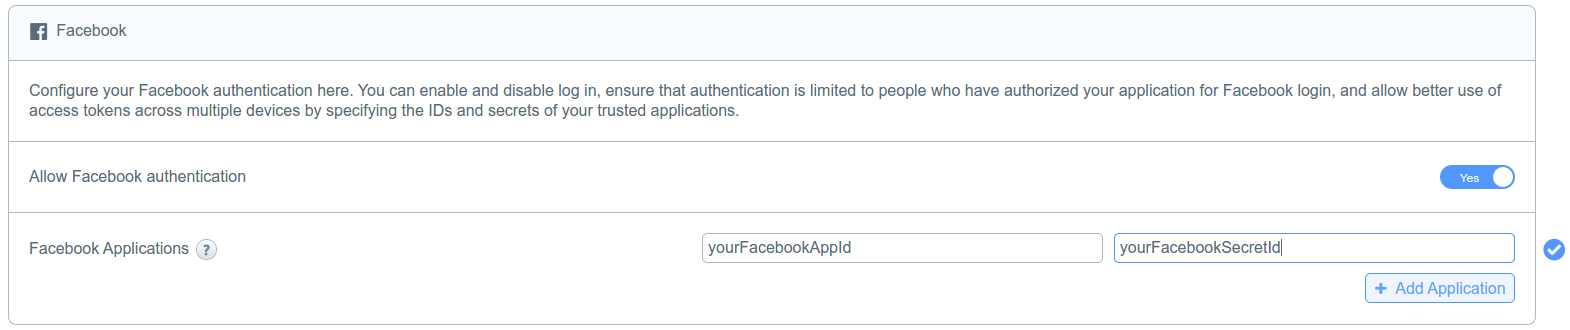 Facebook
Configure your Facebook authentication here. You can enable and disable log in, ensure that authentication is limited to people who have authorized your application for Facebook login, and allow better use of
access tokens across multiple devices by specifying the IDs and secrets of your trusted applications.
Allow Facebook authentication
Yes
Facebook Applications ?
yourFacebookAppId
yourFacebookSecretId
+ Add Application